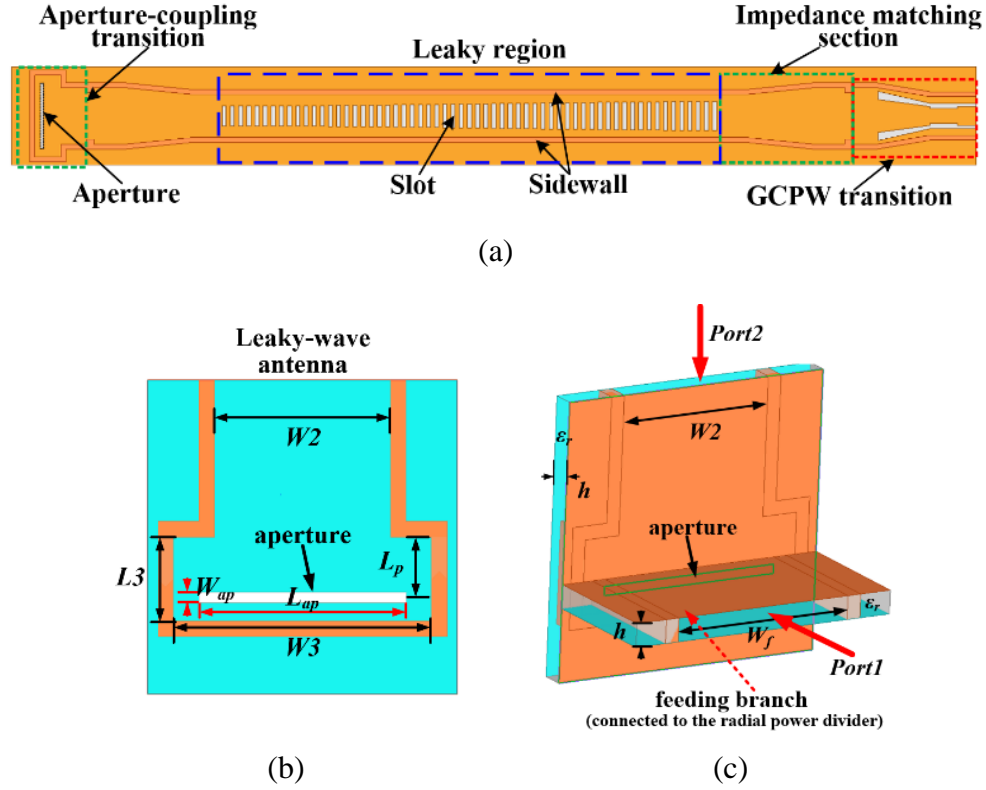 Aperture-coupling
transition
Leaky region
Impedance matching
section
Aperture
Slot
Sidewall
GCPW transition
(a)
Leaky-wave
antenna
W2
aperture
L3
Wap
Lap
Lp
W3
(b)
Port2
W2
εr
h
aperture
h
Wf
εr
Port1
feeding branch
(connected to the radial power divider)
(c)